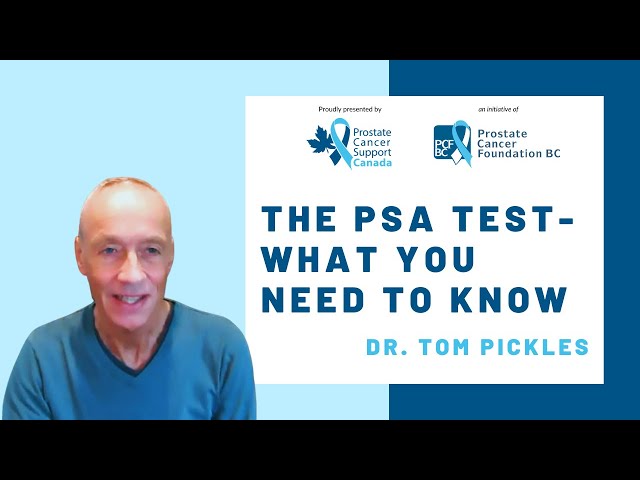 Proudly presented by
Prostate
Cancer
Support
Canada
an initiative of
PCF
BC
Prostate
Cancer
Foundation BC
THE PSA TEST-
WHAT YOU
NEED TO KNOW
DR. TOM PICKLES